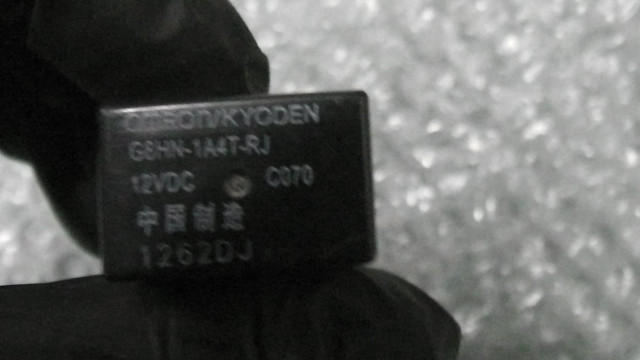 OMRON/KYODEN
G8HN-1A4T-RJ
12VDC C070
中国制造
1262DJ